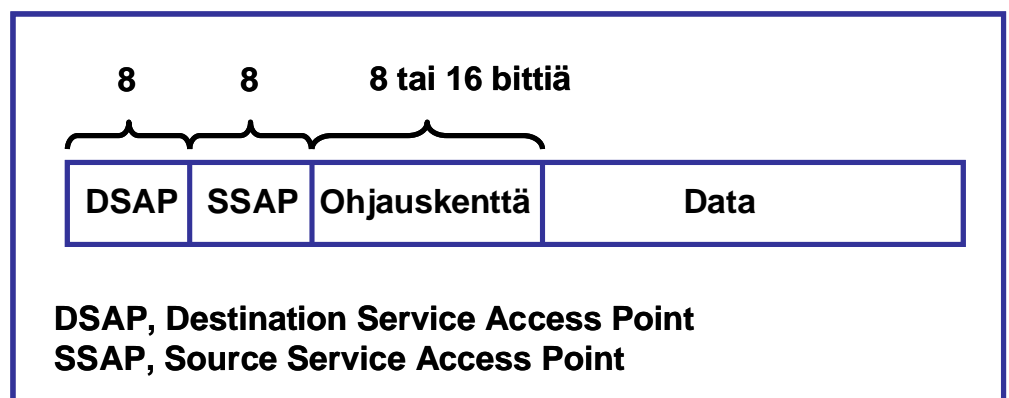 8 8 8 tai 16 bittiä
DSAP SSAP Ohjauskenttä Data
DSAP, Destination Service Access Point
SSAP, Source Service Access Point